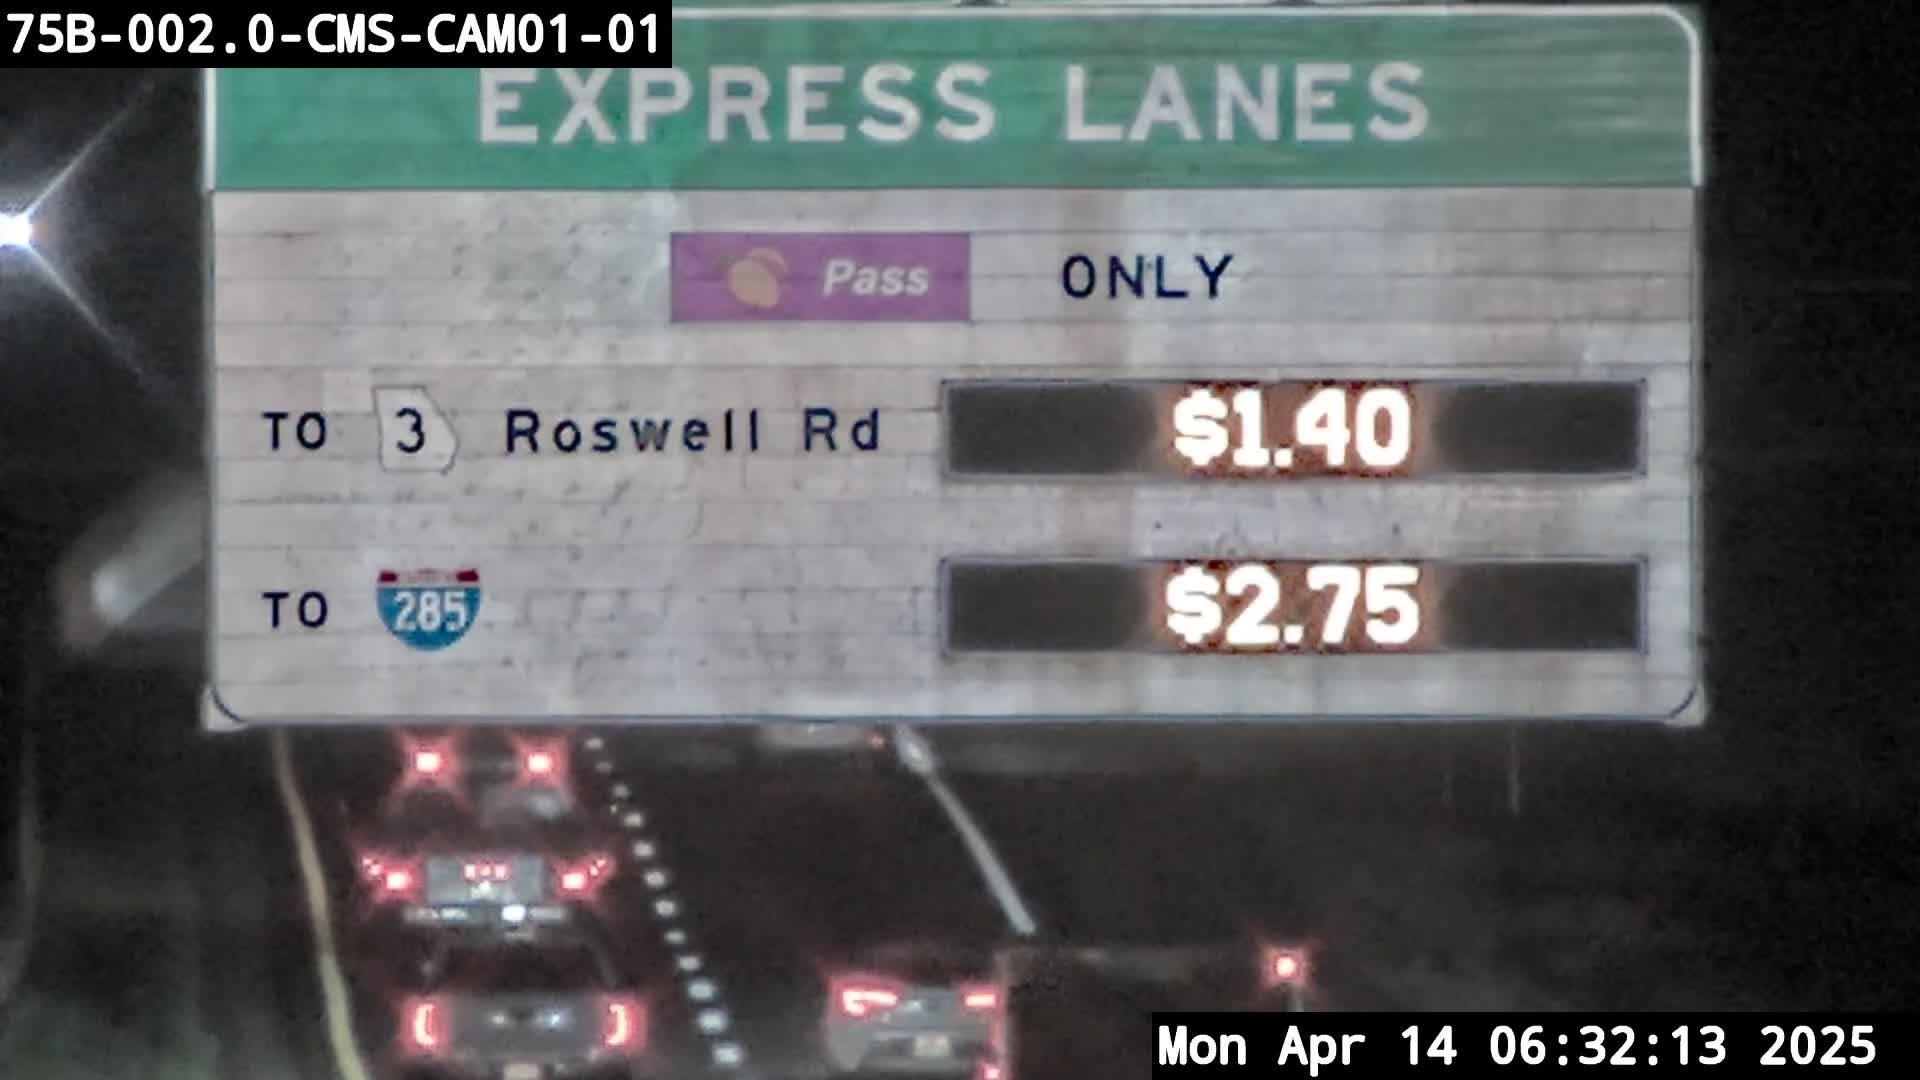 75B-002.0-CMS-CAM01-01
EXPRESS LANES
Pass ONLY
TO 3 Roswell Rd $1.40
TO 285 $2.75
Mon Apr 14 06:32:13 2025